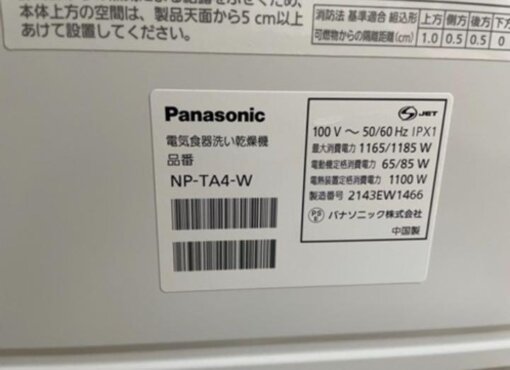 本体上方の空間は、製品天面から5cm以上
あけて設置してください。
消防法 基準適合 組込形 上方 側方 後方 下方
可燃物からの隔離距離(cm) 1.0 0.5 0.5 0
Panasonic
電気食器洗い乾燥機
品番
NP-TA4-W
JET
100 V ～ 50/60 Hz IPX1
最大消費電力 1165/1185 W
電動機定格消費電力 65/85 W
電熱装置定格消費電力 1100 W
製造番号 2143EW1466
PS E パナソニック株式会社
中国製